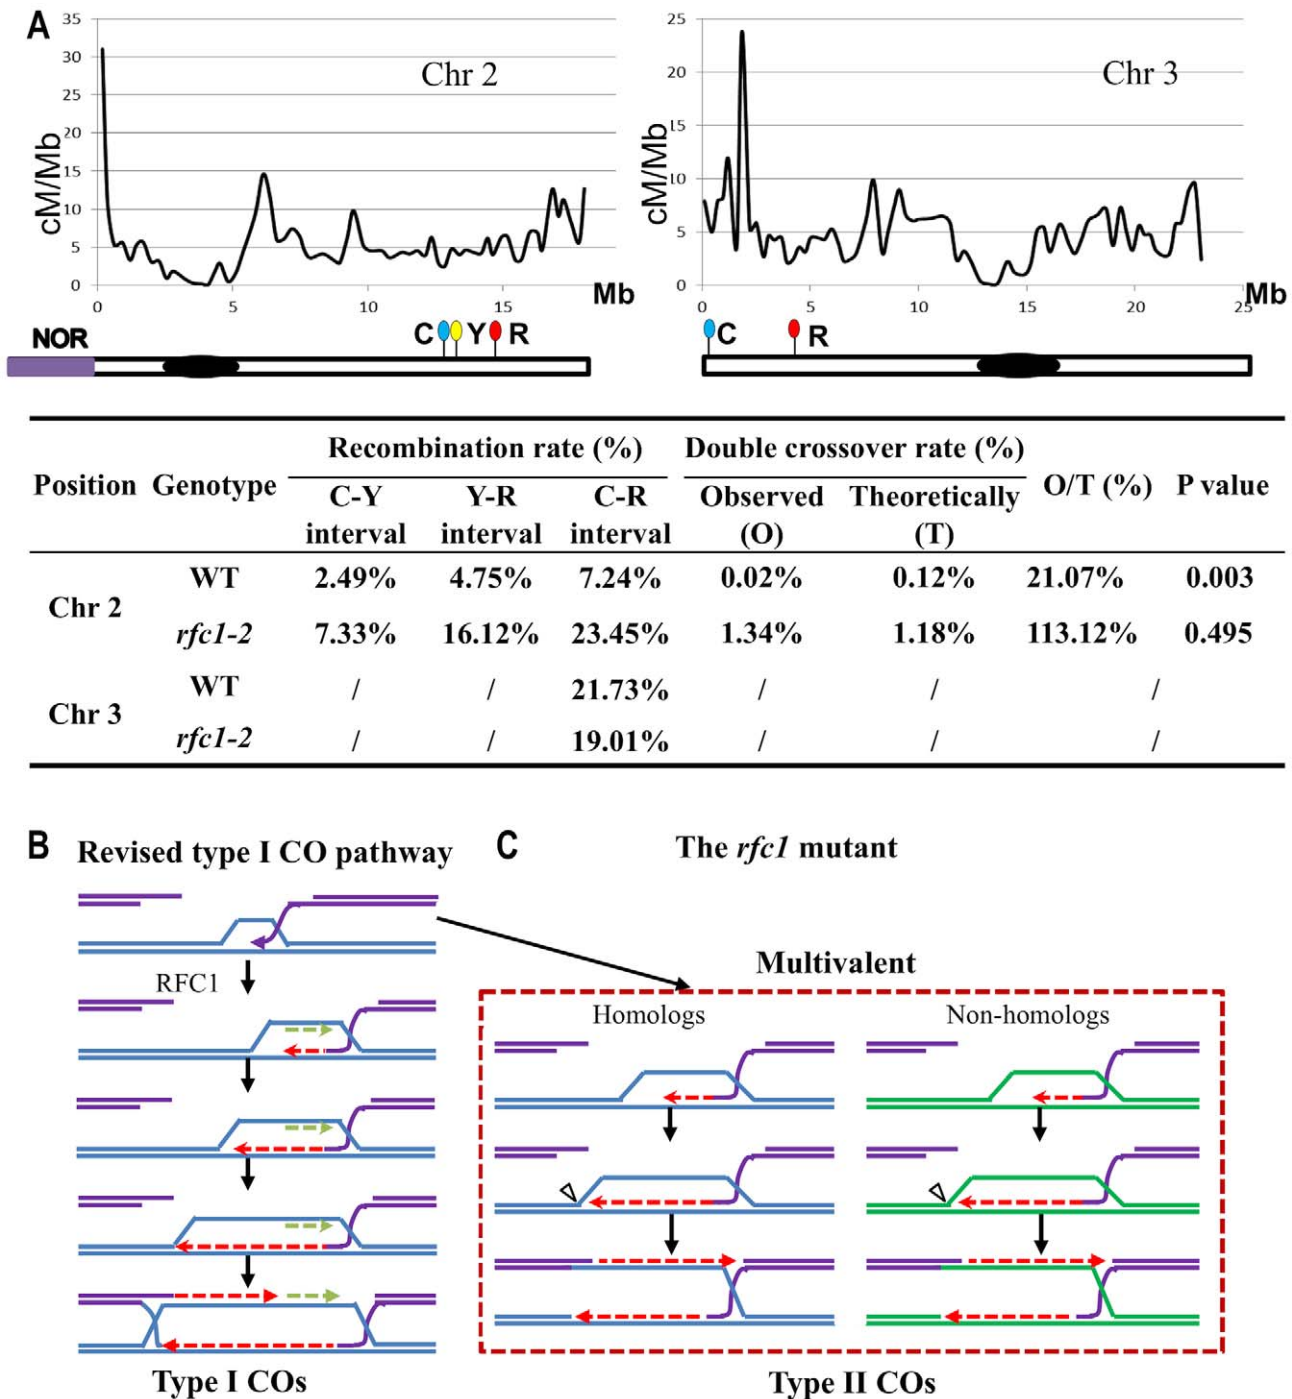 A
35
30
25
20
15
10
5
0
cM/Mb
Chr 2
0 5 10 15 Mb
25
20
15
10
5
0
cM/Mb
Chr 3
0 5 10 15 20 25 Mb
NOR
C Y R
C R
Position Genotype Recombination rate (%) Double crossover rate (%) O/T (%) P value
C-Y interval Y-R interval C-R interval Observed (O) Theoretically (T)
Chr 2 WT 2.49% 4.75% 7.24% 0.02% 0.12% 21.07% 0.003
rfc1-2 7.33% 16.12% 23.45% 1.34% 1.18% 113.12% 0.495
Chr 3 WT / / 21.73% / / /
rfc1-2 / / 19.01% / / /
B Revised type I CO pathway
RFC1
Type I COs
C The rfc1 mutant
Multivalent
Homologs Non-homologs
Type II COs